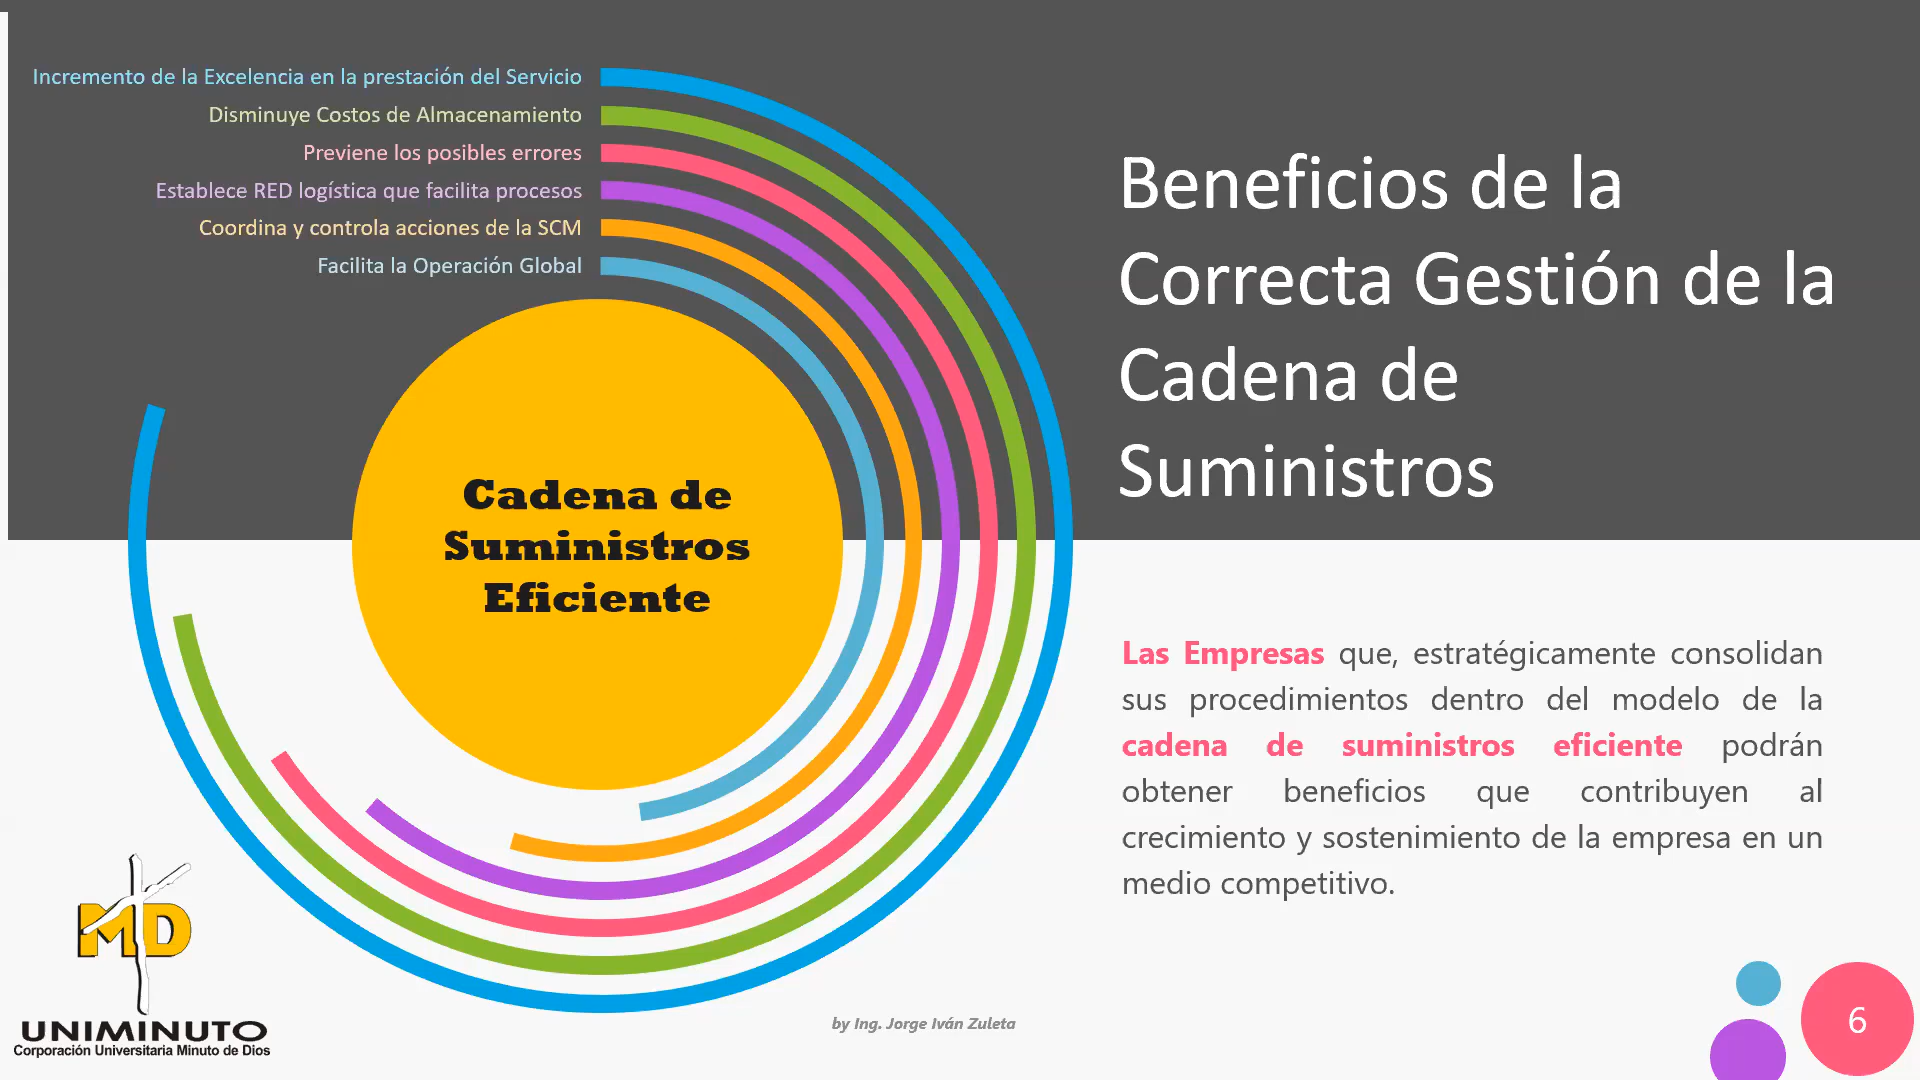 Incremento de la Excelencia en la prestación del Servicio
Disminuye Costos de Almacenamiento
Previene los posibles errores
Establece RED logística que facilita procesos
Coordina y controla acciones de la SCM
Facilita la Operación Global
Cadena de
Suministros
Eficiente
Beneficios de la
Correcta Gestión de la
Cadena de
Suministros
Las Empresas que, estratégicamente consolidan
sus procedimientos dentro del modelo de la
cadena de suministros eficiente podrán
obtener beneficios que contribuyen al
crecimiento y sostenimiento de la empresa en un
medio competitivo.
MD
UNIMINUTO
Corporación Universitaria Minuto de Dios
by Ing. Jorge Iván Zuleta
6